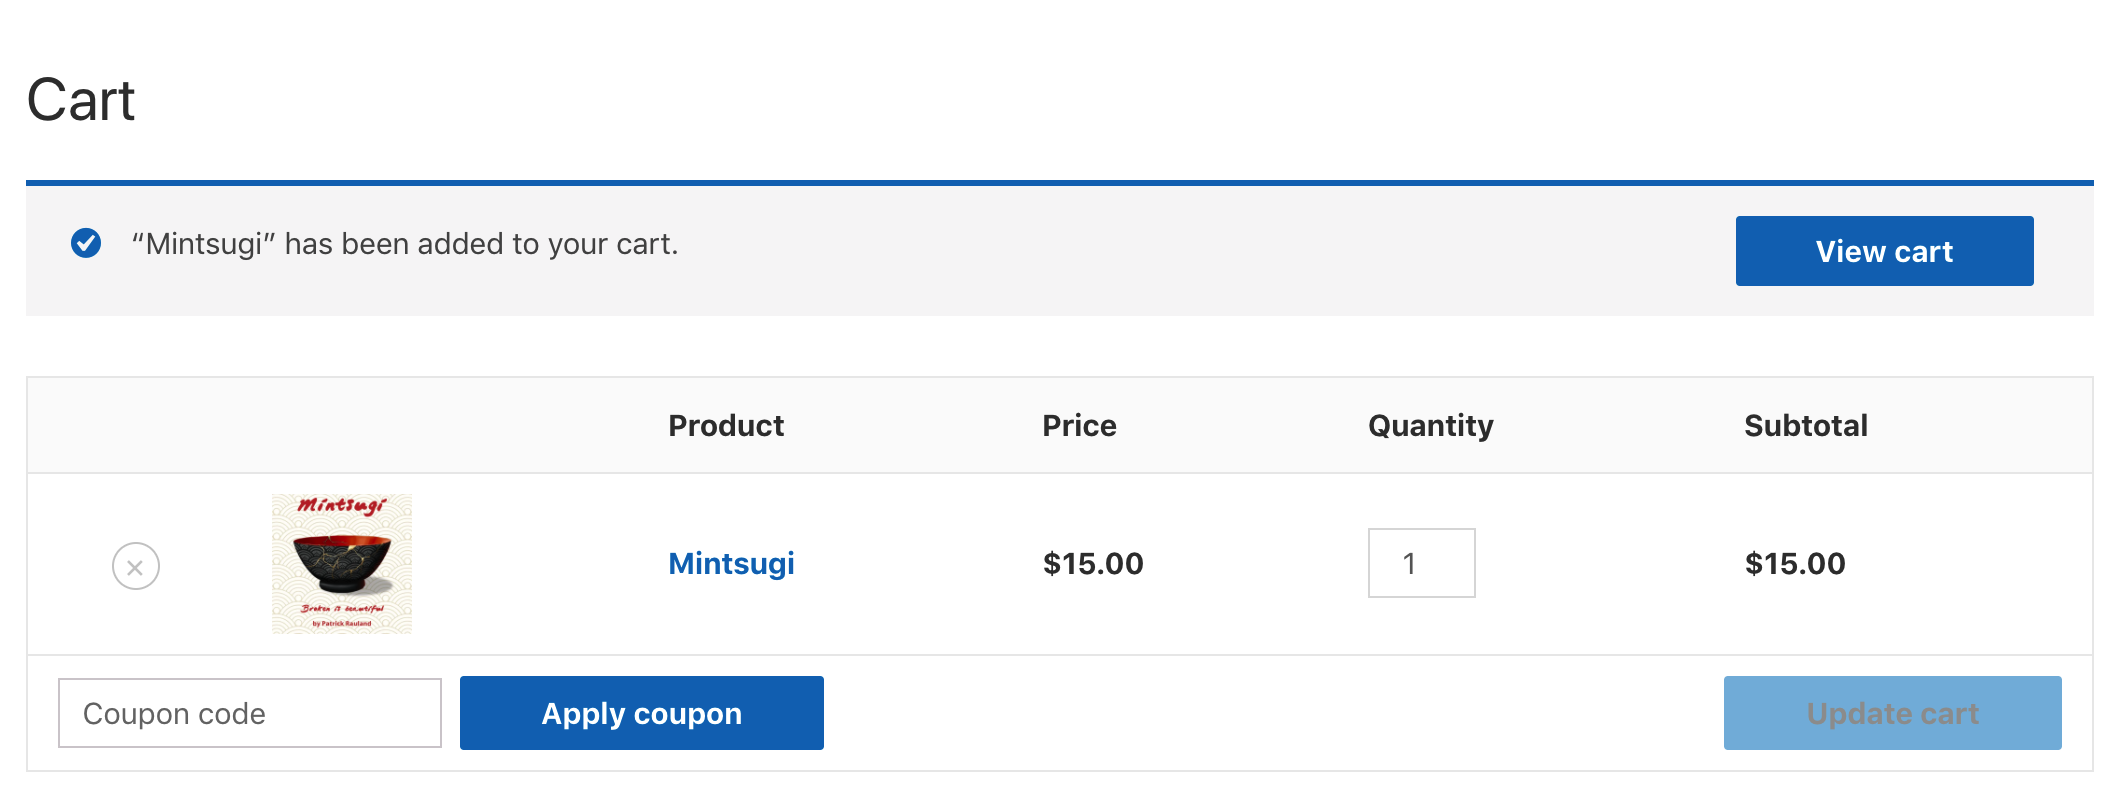 Cart
“Mintsugi” has been added to your cart.
View cart
Product Price Quantity Subtotal
Mintsugi
Broken is beautiful
by Patrick Rauland
Mintsugi $15.00 1 $15.00
Coupon code Apply coupon Update cart